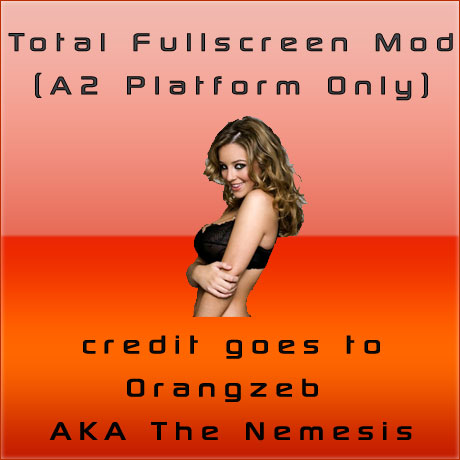 Total Fullscreen Mod
(A2 Platform Only)
credit goes to
Orangzeb
AKA The Nemesis